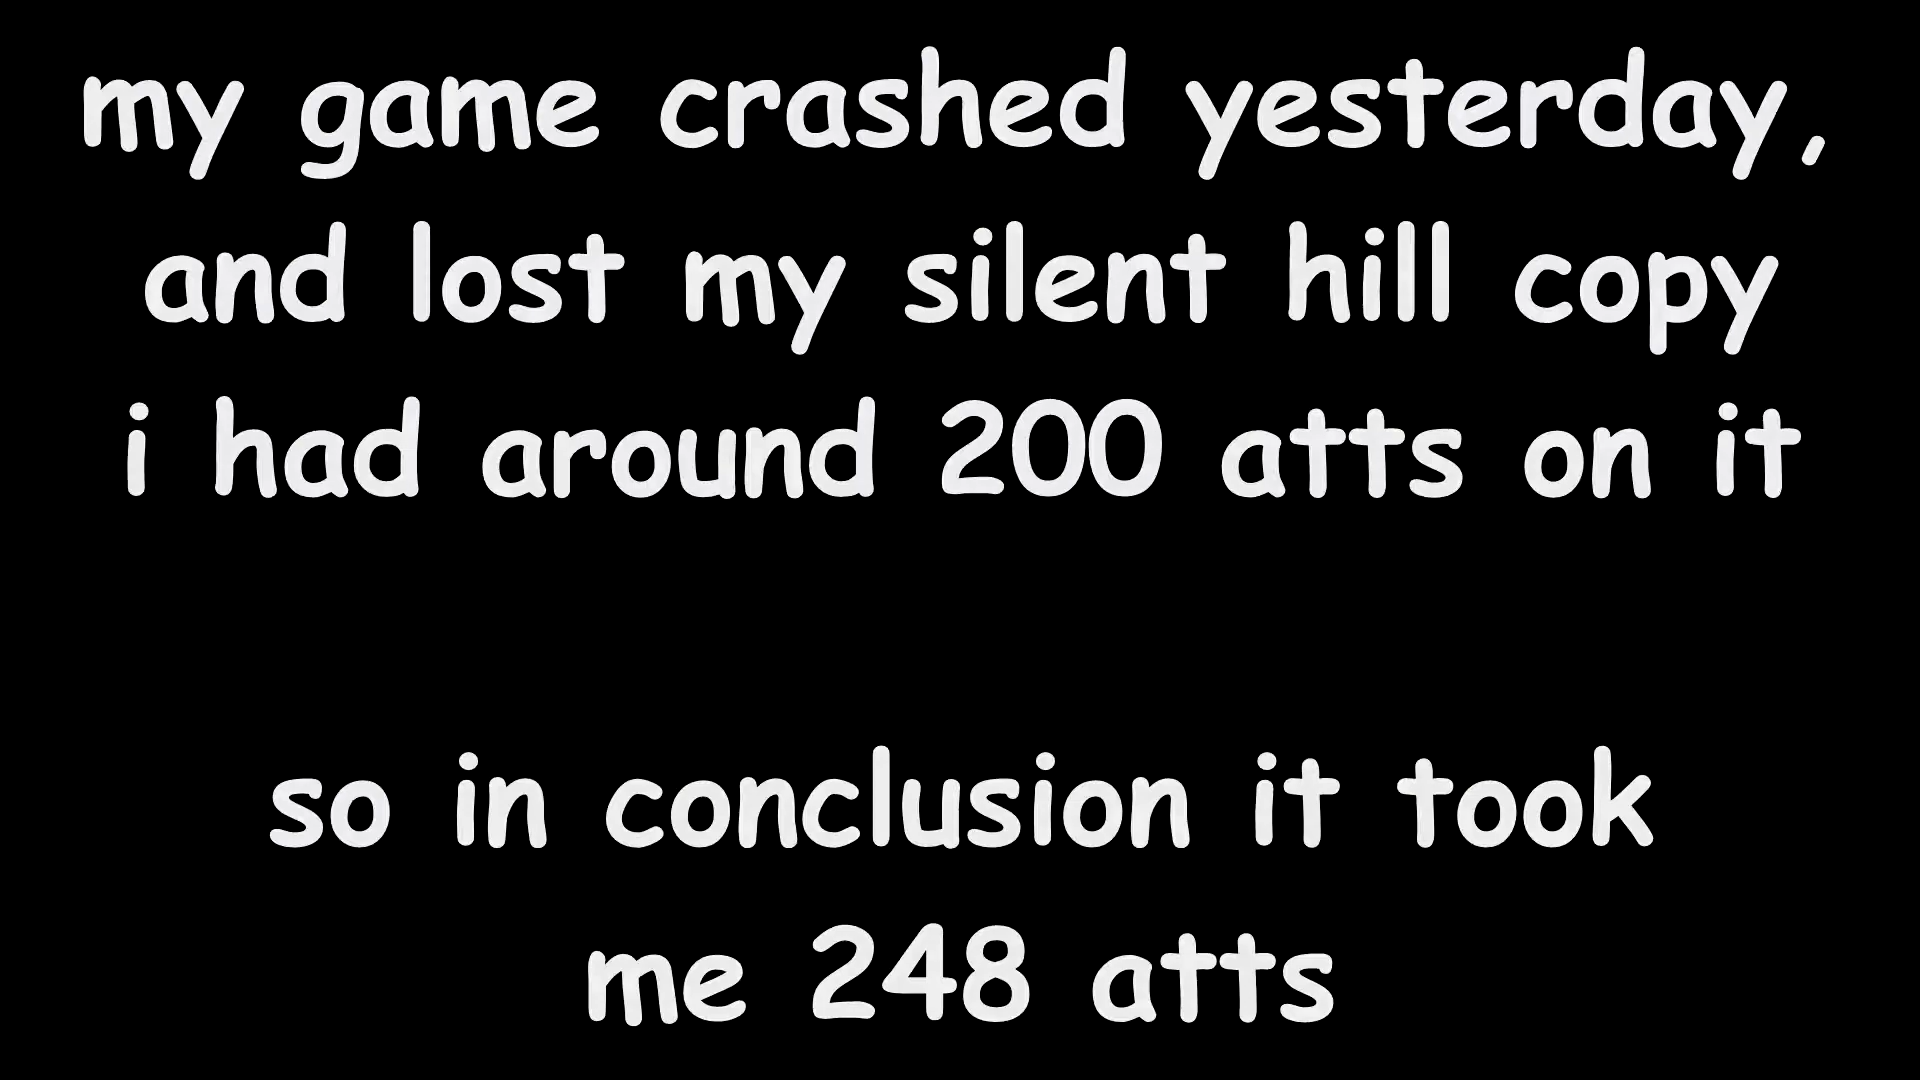 my game crashed yesterday,
and lost my silent hill copy
i had around 200 atts on it
so in conclusion it took
me 248 atts